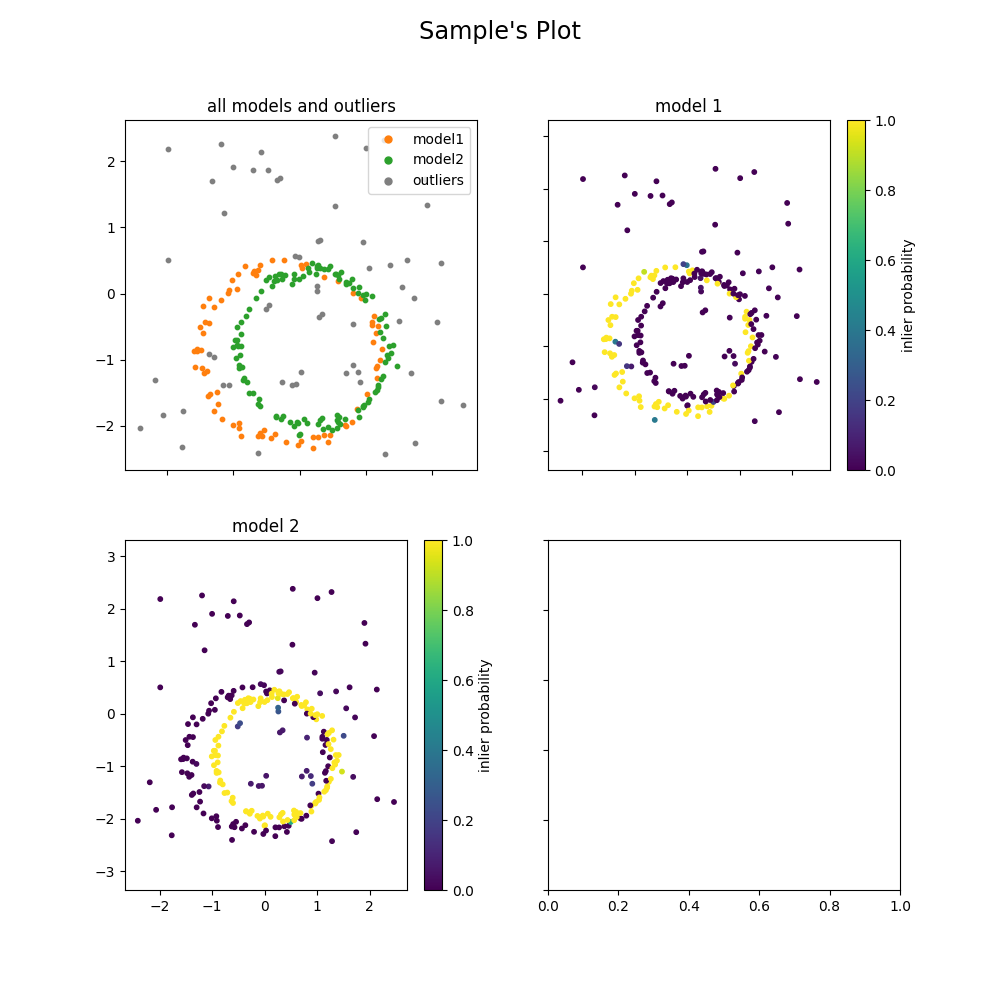 Sample's Plot
all models and outliers
model1
model2
outliers
2
1
0
−1
−2
model 1
1.0
0.8
0.6
0.4
0.2
0.0
inlier probability
model 2
3
2
1
0
−1
−2
−3
−2 −1 0 1 2
1.0
0.8
0.6
0.4
0.2
0.0
inlier probability
0.0 0.2 0.4 0.6 0.8 1.0